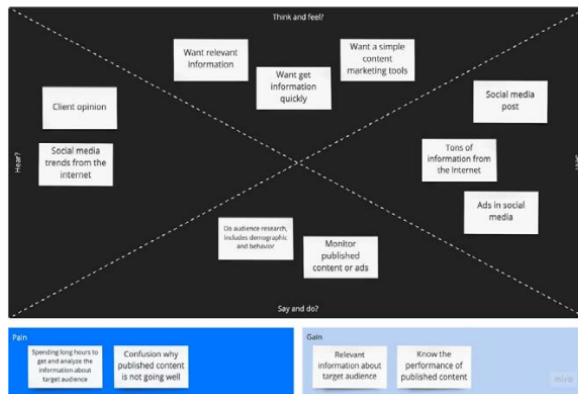 Think and feel?
Want relevant
information
Want get
information
quickly
Want a simple
content
marketing tools
Hear?
Client opinion
Social media
trends from the
internet
Social media
post
Tons of
information from
the Internet
Ads in social
media
Do audience research,
includes demographic
and behavior
Monitor
published
content or ads
Say and do?
Pain
Spending long hours to
get and analyze the
information about
target audience
Confusion why
published content
is not going well
Gain
Relevant
information about
target audience
Know the
performance of
published content
miro